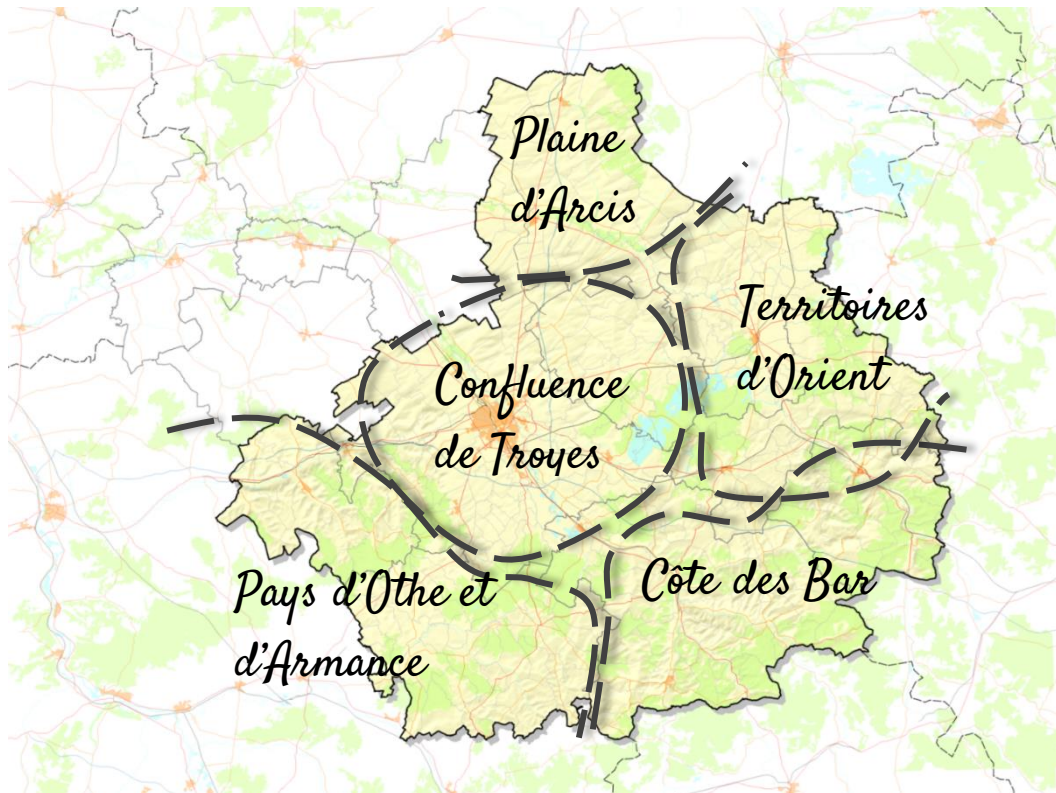 Plaine
d'Arcis
Territoires
d'Orient
Confluence
de Troyes
Pays d'Othe et
d'Armance
Côte des Bar